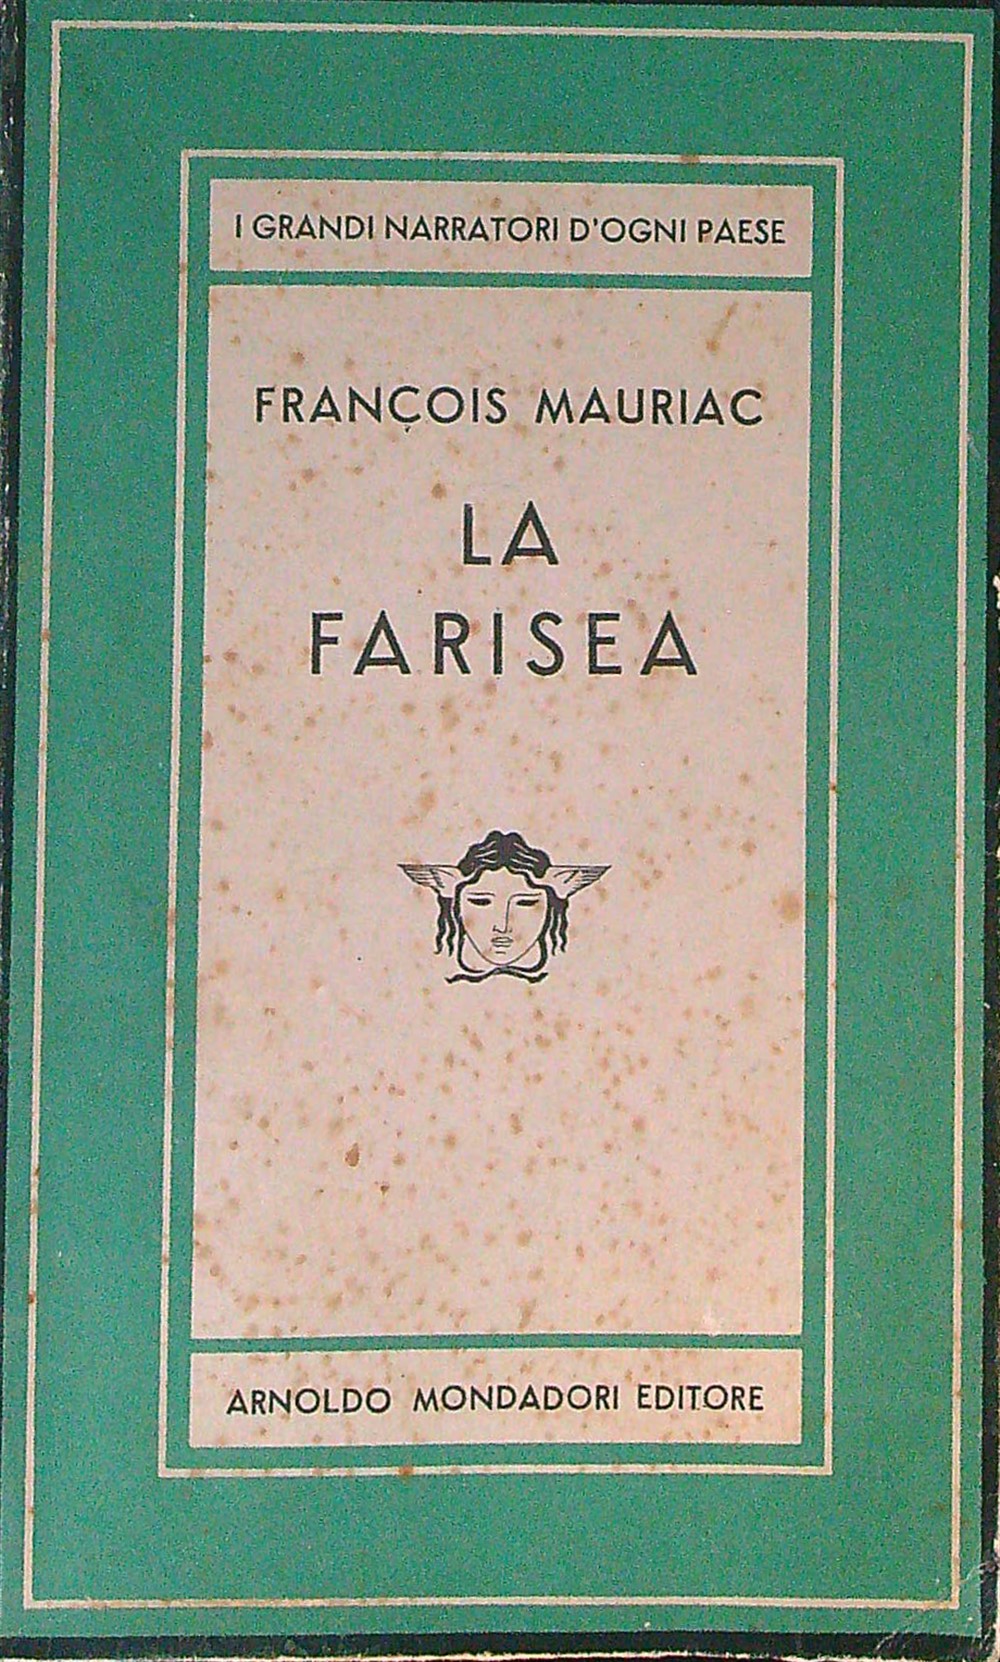 I GRANDI NARRATORI D'OGNI PAESE
FRANÇOIS MAURIAC
LA
FARISEA
ARNOLDO MONDADORI EDITORE